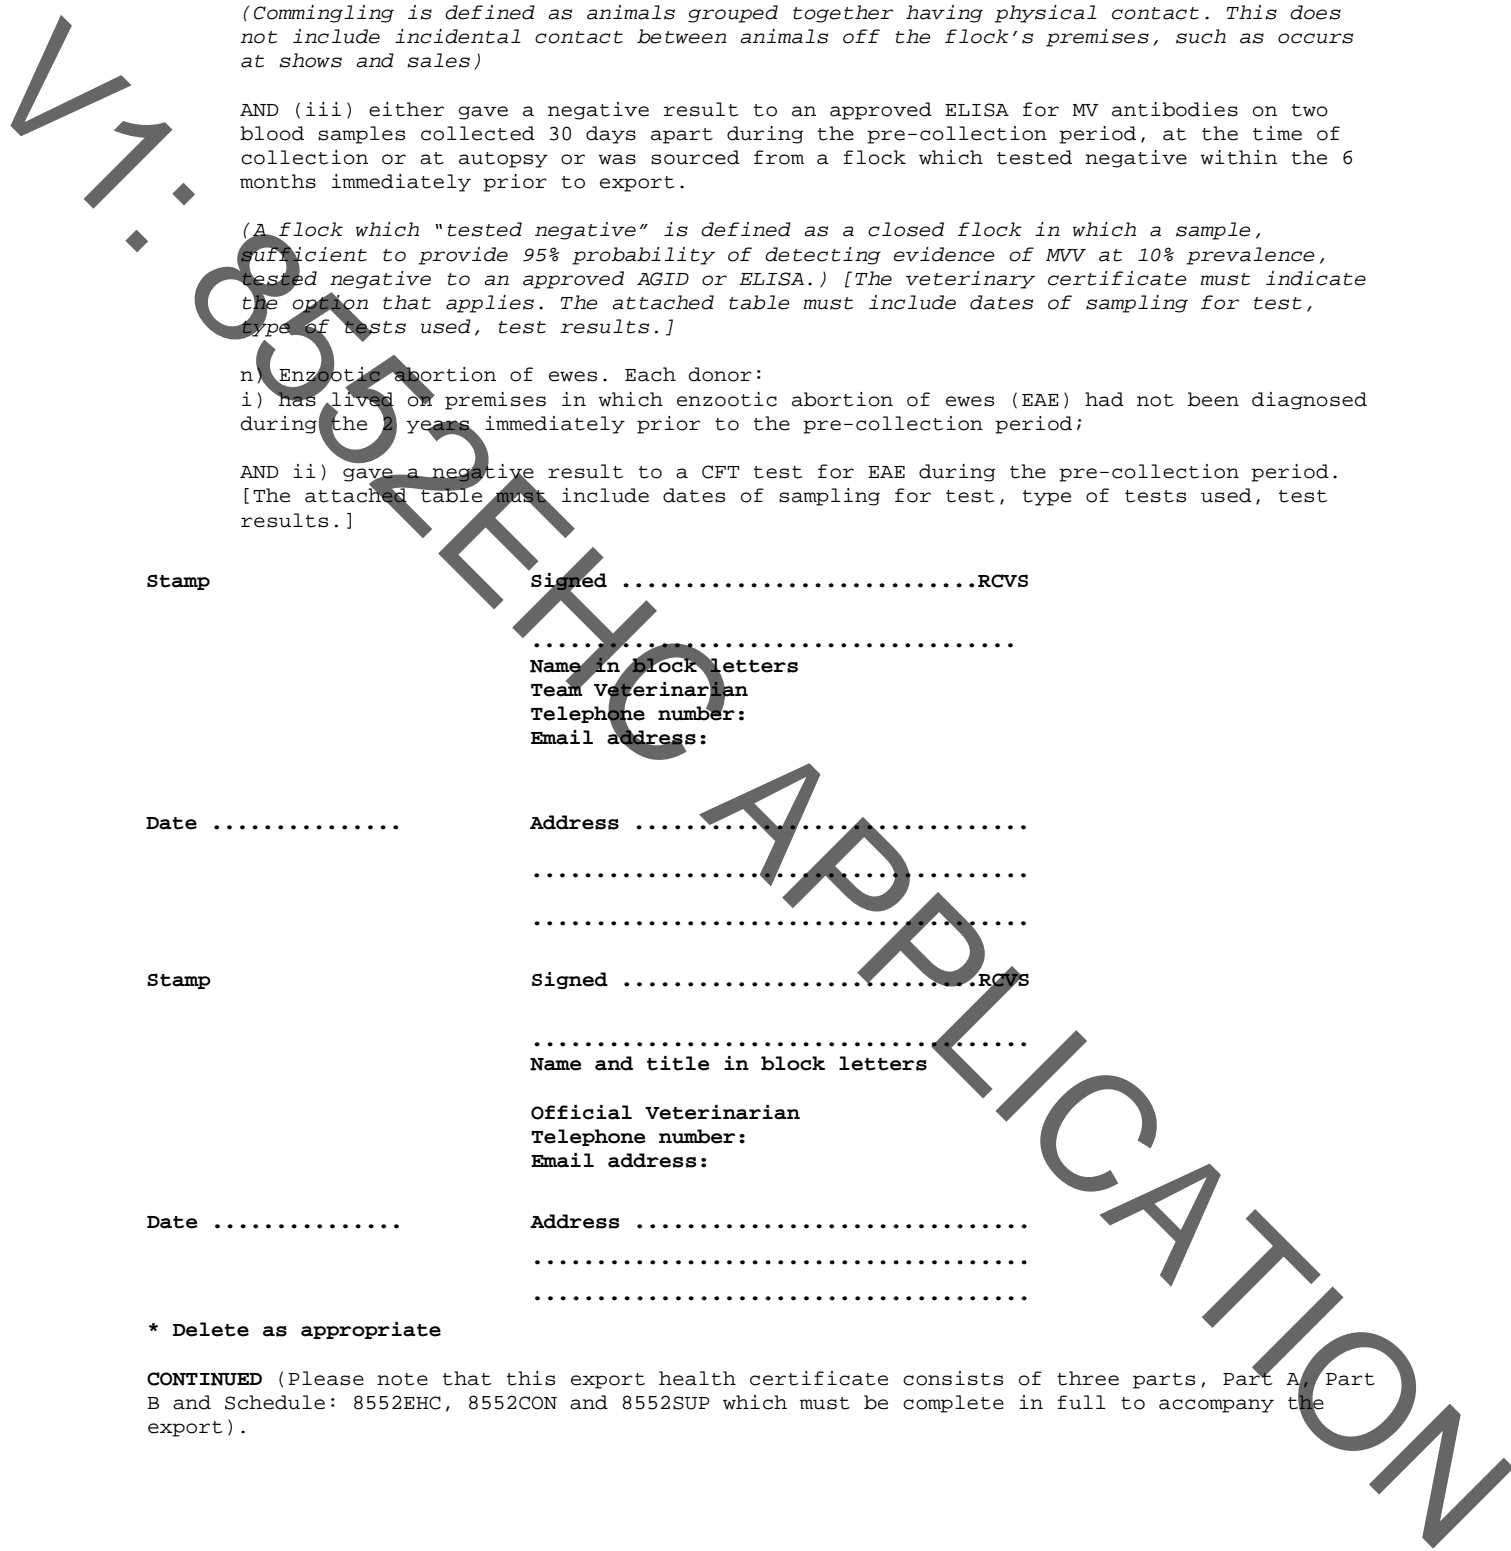 (Commingling is defined as animals grouped together having physical contact. This does
not include incidental contact between animals off the flock's premises, such as occurs
at shows and sales)
AND (iii) either gave a negative result to an approved ELISA for MV antibodies on two
blood samples collected 30 days apart during the pre-collection period, at the time of
collection or at autopsy or was sourced from a flock which tested negative within the 6
months immediately prior to export.
(A flock which "tested negative" is defined as a closed flock in which a sample,
sufficient to provide 95% probability of detecting evidence of MVV at 10% prevalence,
tested negative to an approved AGID or ELISA.) [The veterinary certificate must indicate
the option that applies. The attached table must include dates of sampling for test,
type of tests used, test results.]
n) Enzootic abortion of ewes. Each donor:
i) has lived on premises in which enzootic abortion of ewes (EAE) had not been diagnosed
during the 2 years immediately prior to the pre-collection period;
AND ii) gave a negative result to a CFT test for EAE during the pre-collection period.
[The attached table must include dates of sampling for test, type of tests used, test
results.]
Stamp Signed ............................RCVS
......................................
Name in block letters
Team Veterinarian
Telephone number:
Email address:
Date ............... Address ...............................
.......................................
.......................................
Stamp Signed ............................RCVS
.......................................
Name and title in block letters
Official Veterinarian
Telephone number:
Email address:
Date ............... Address ...............................
.......................................
.......................................
* Delete as appropriate
CONTINUED (Please note that this export health certificate consists of three parts, Part A, Part
B and Schedule: 8552EHC, 8552CON and 8552SUP which must be complete in full to accompany the
export).
V1: 8552EHC APPLICATION